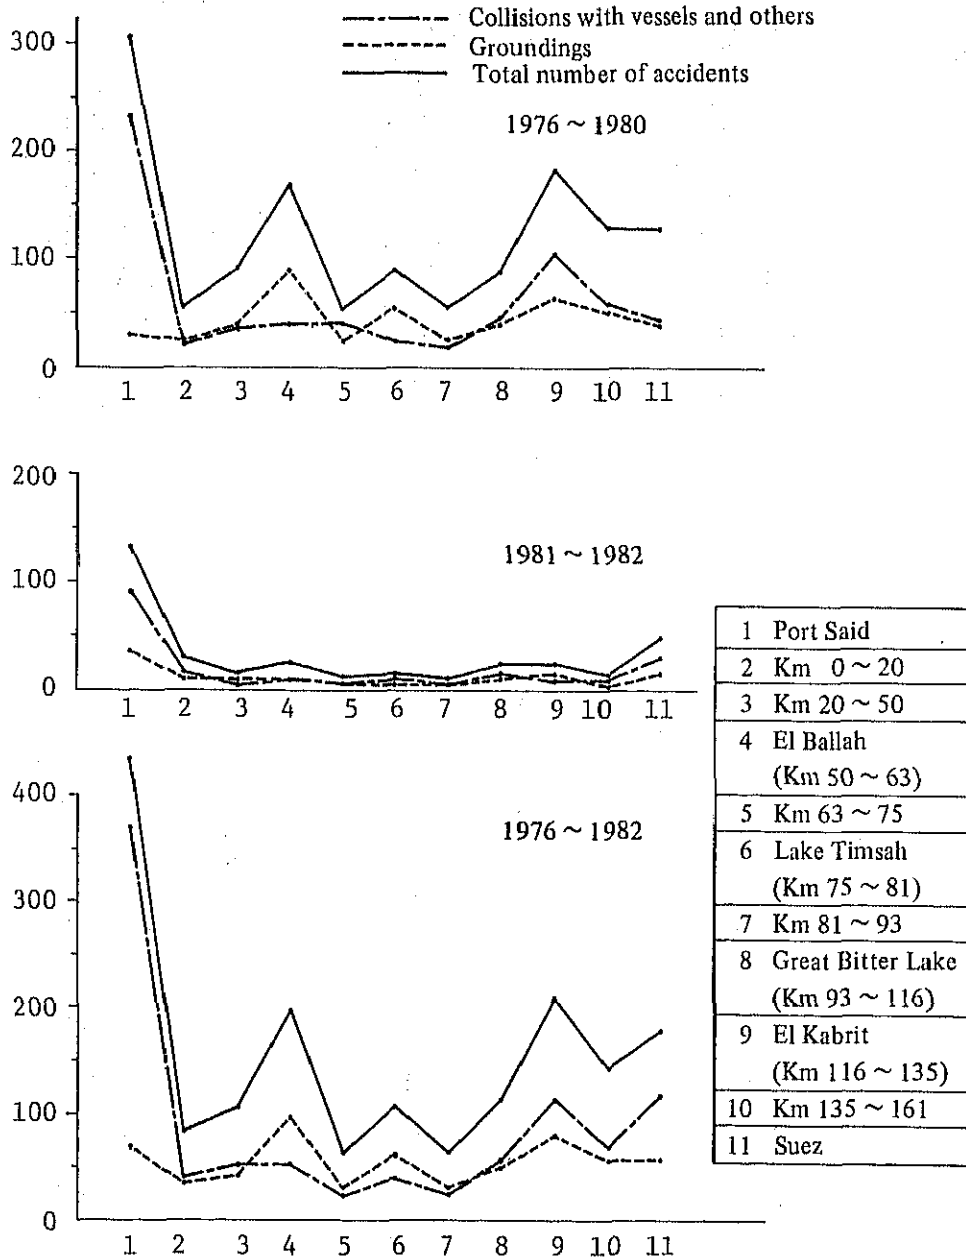 Collisions with vessels and others
Groundings
Total number of accidents
1976 ~ 1980
300
200
100
0
1 2 3 4 5 6 7 8 9 10 11
1981 ~ 1982
200
100
0
1 2 3 4 5 6 7 8 9 10 11
1976 ~ 1982
400
300
200
100
0
1 2 3 4 5 6 7 8 9 10 11
1 Port Said
2 Km 0 ~ 20
3 Km 20 ~ 50
4 El Ballah
(Km 50 ~ 63)
5 Km 63 ~ 75
6 Lake Timsah
(Km 75 ~ 81)
7 Km 81 ~ 93
8 Great Bitter Lake
(Km 93 ~ 116)
9 El Kabrit
(Km 116 ~ 135)
10 Km 135 ~ 161
11 Suez